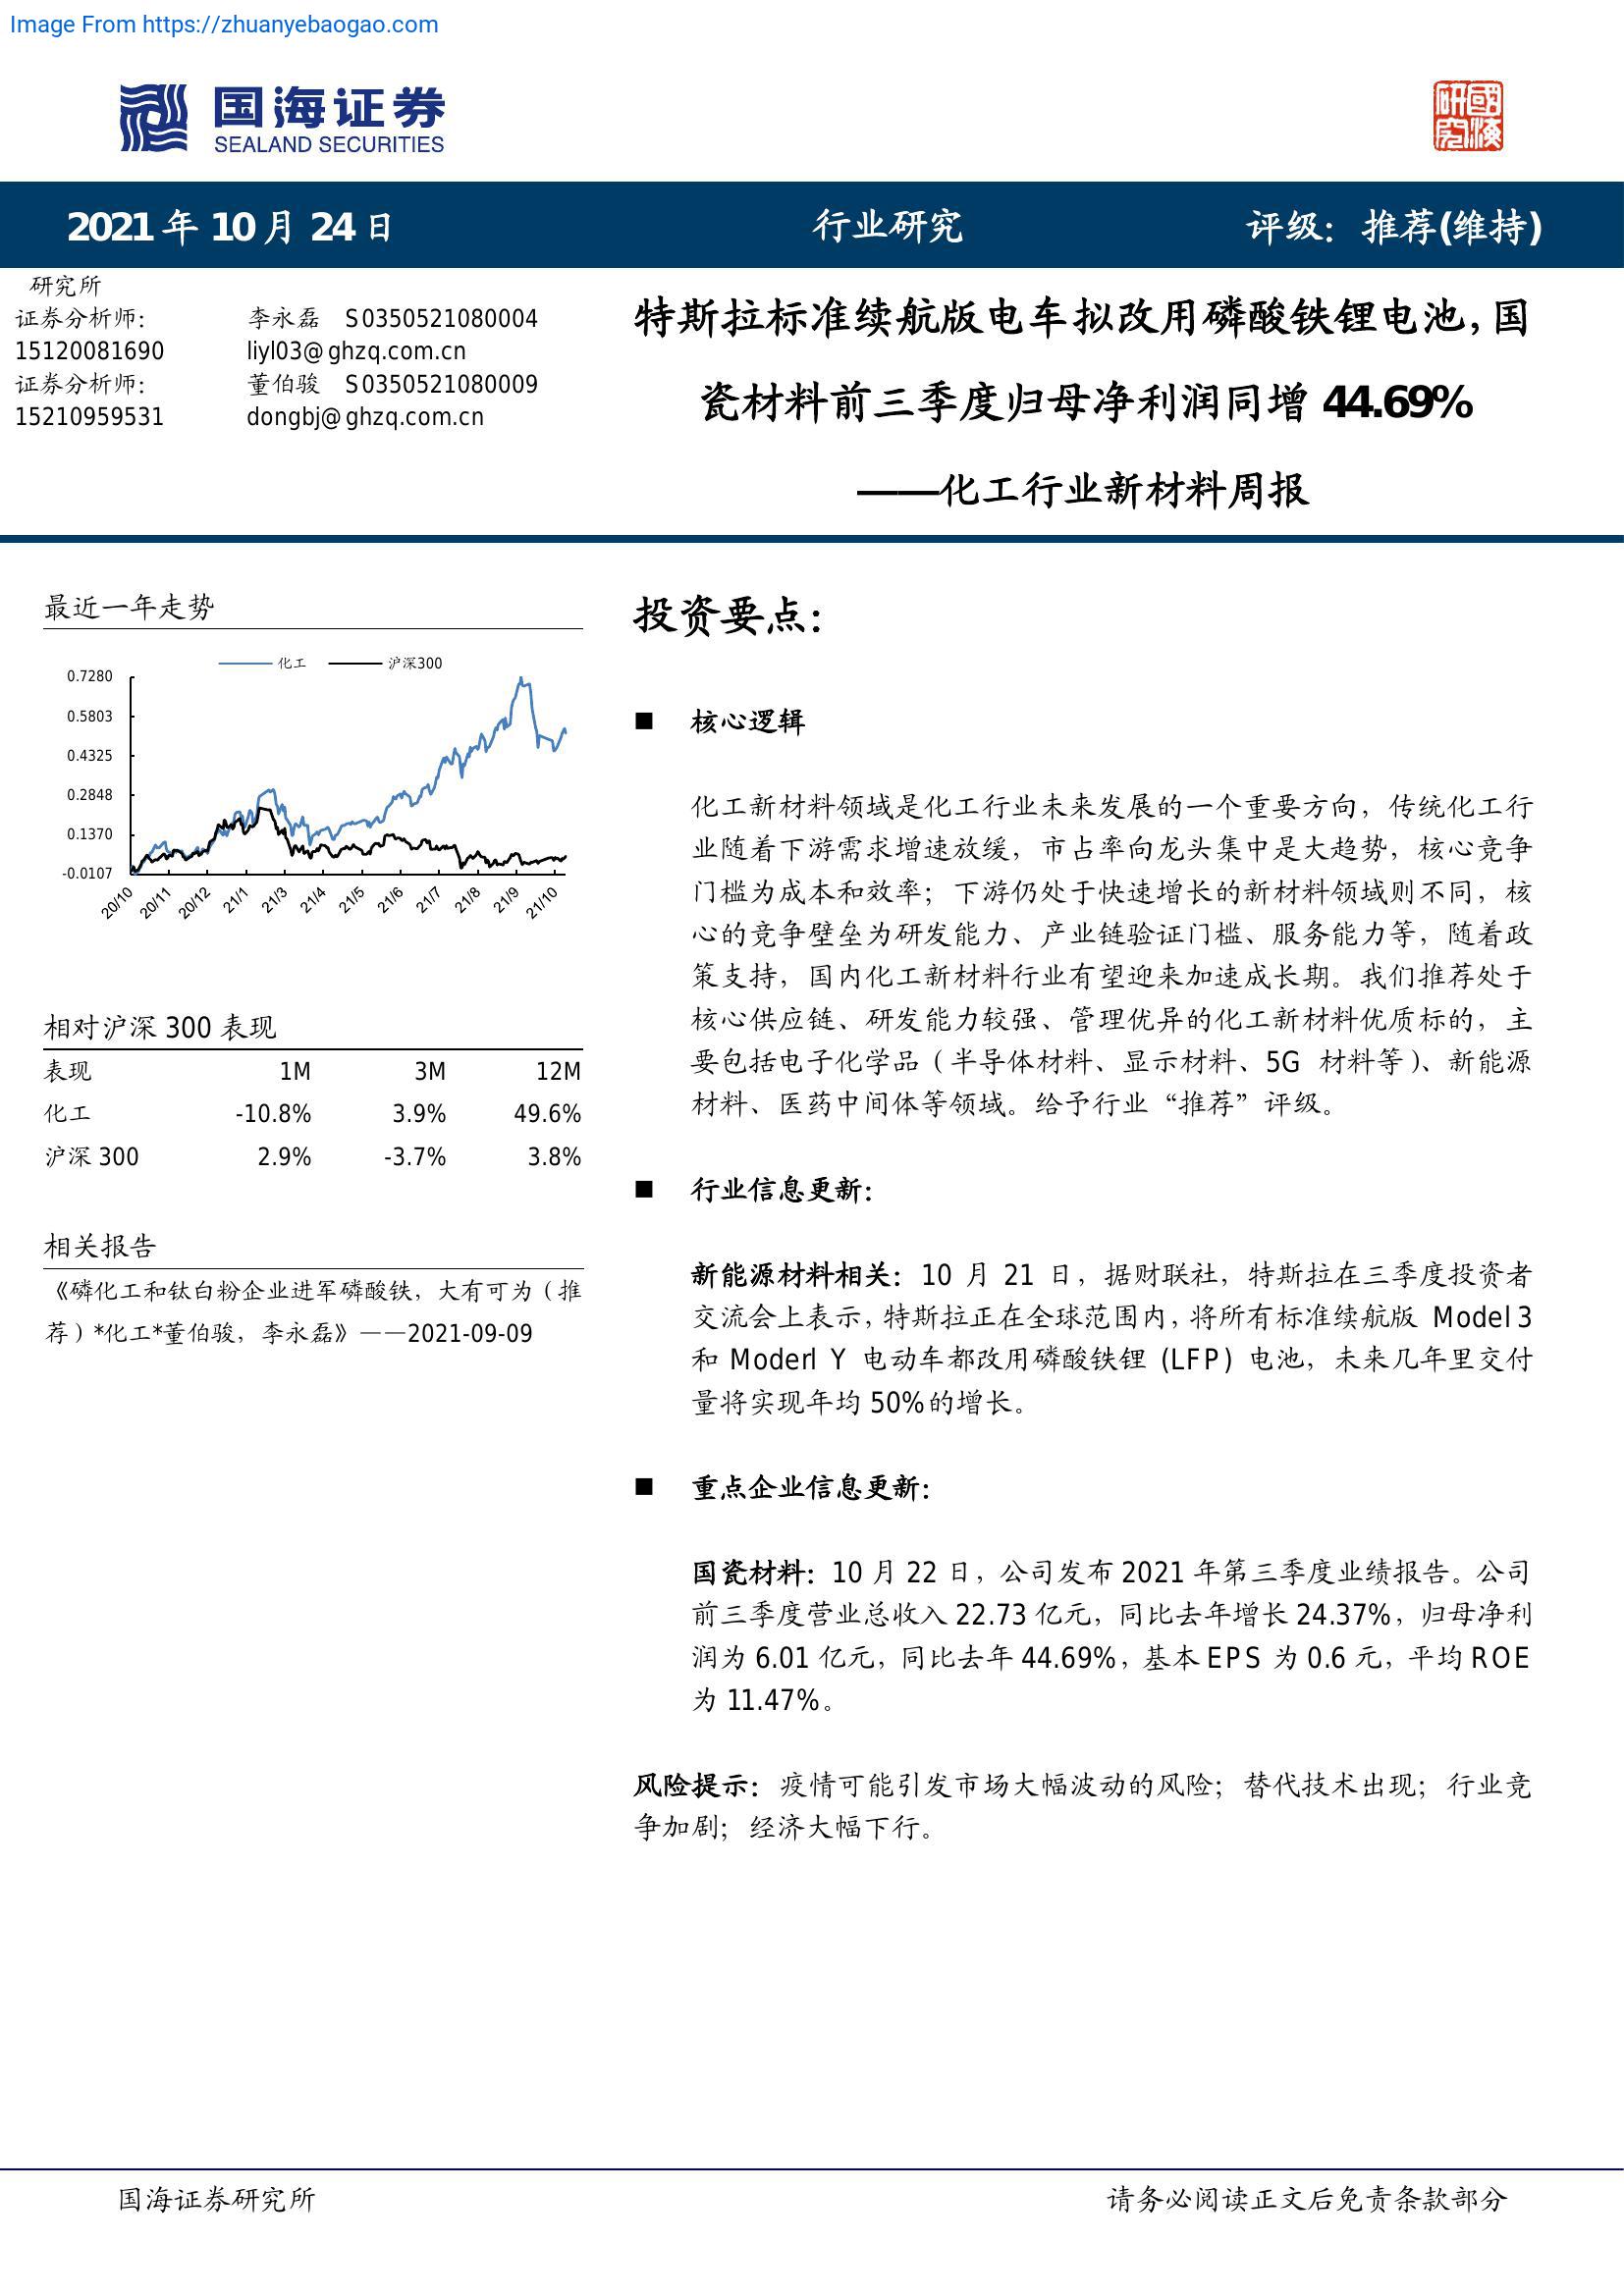 Image From https://zhuanyebaogao.com
国海证券
SEALAND SECURITIES
國海研究
2021 年 10 月 24 日
行业研究
评级：推荐(维持)
研究所
证券分析师： 李永磊 S0350521080004
15120081690 liyl03@ghzq.com.cn
证券分析师： 董伯骏 S0350521080009
15210959531 dongbj@ghzq.com.cn
特斯拉标准续航版电车拟改用磷酸铁锂电池，国
瓷材料前三季度归母净利润同增 44.69%
——化工行业新材料周报
最近一年走势
化工 沪深300
0.7280
0.5803
0.4325
0.2848
0.1370
-0.0107
20/10 20/11 20/12 21/1 21/3 21/4 21/5 21/6 21/7 21/8 21/9 21/10
相对沪深 300 表现
表现 1M 3M 12M
化工 -10.8% 3.9% 49.6%
沪深 300 2.9% -3.7% 3.8%
相关报告
《磷化工和钛白粉企业进军磷酸铁，大有可为（推
荐）*化工*董伯骏，李永磊》——2021-09-09
投资要点：
■ 核心逻辑
化工新材料领域是化工行业未来发展的一个重要方向，传统化工行
业随着下游需求增速放缓，市占率向龙头集中是大趋势，核心竞争
门槛为成本和效率；下游仍处于快速增长的新材料领域则不同，核
心的竞争壁垒为研发能力、产业链验证门槛、服务能力等，随着政
策支持，国内化工新材料行业有望迎来加速成长期。我们推荐处于
核心供应链、研发能力较强、管理优异的化工新材料优质标的，主
要包括电子化学品（半导体材料、显示材料、5G 材料等）、新能源
材料、医药中间体等领域。给予行业“推荐”评级。
■ 行业信息更新：
新能源材料相关：10 月 21 日，据财联社，特斯拉在三季度投资者
交流会上表示，特斯拉正在全球范围内，将所有标准续航版 Model 3
和 Moderl Y 电动车都改用磷酸铁锂 (LFP) 电池，未来几年里交付
量将实现年均 50%的增长。
■ 重点企业信息更新：
国瓷材料：10 月 22 日，公司发布 2021 年第三季度业绩报告。公司
前三季度营业总收入 22.73 亿元，同比去年增长 24.37%，归母净利
润为 6.01 亿元，同比去年 44.69%，基本 EPS 为 0.6 元，平均 ROE
为 11.47%。
风险提示：疫情可能引发市场大幅波动的风险；替代技术出现；行业竞
争加剧；经济大幅下行。
国海证券研究所
请务必阅读正文后免责条款部分